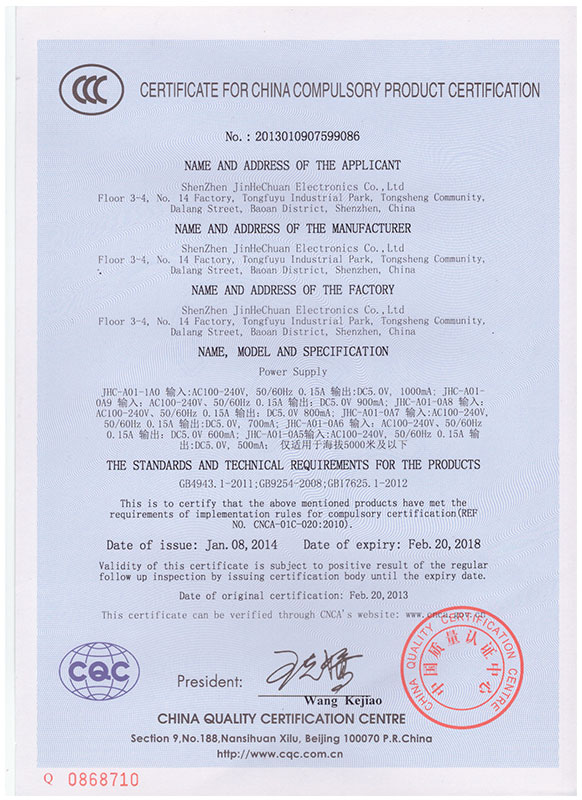 CCC
CERTIFICATE FOR CHINA COMPULSORY PRODUCT CERTIFICATION
No.: 2013010907599086
NAME AND ADDRESS OF THE APPLICANT
ShenZhen JinHeChuan Electronics Co.,Ltd
Floor 3-4, No. 14 Factory, Tongfuyu Industrial Park, Tongsheng Community,
Dalang Street, Baoan District, Shenzhen, China
NAME AND ADDRESS OF THE MANUFACTURER
ShenZhen JinHeChuan Electronics Co.,Ltd
Floor 3-4, No. 14 Factory, Tongfuyu Industrial Park, Tongsheng Community,
Dalang Street, Baoan District, Shenzhen, China
NAME AND ADDRESS OF THE FACTORY
ShenZhen JinHeChuan Electronics Co.,Ltd
Floor 3-4, No. 14 Factory, Tongfuyu Industrial Park, Tongsheng Community,
Dalang Street, Baoan District, Shenzhen, China
NAME, MODEL AND SPECIFICATION
Power Supply
JHC-A01-1A0 输入:AC100-240V, 50/60Hz 0.15A 输出:DC5.0V, 1000mA; JHC-A01-
0A9 输入: AC100-240V、50/60Hz 0.15A 输出: DC5.0V 900mA; JHC-A01-0A8 输入:
AC100-240V、50/60Hz 0.15A 输出: DC5.0V 800mA; JHC-A01-0A7 输入:AC100-240V,
50/60Hz 0.15A 输出:DC5.0V, 700mA; JHC-A01-0A6 输入: AC100-240V、50/60Hz
0.15A 输出: DC5.0V 600mA; JHC-A01-0A5输入:AC100-240V, 50/60Hz 0.15A 输
出:DC5.0V, 500mA; 仅适用于海拔5000米及以下
THE STANDARDS AND TECHNICAL REQUIREMENTS FOR THE PRODUCTS
GB4943.1-2011;GB9254-2008;GB17625.1-2012
This is to certify that the above mentioned products have met the
requirements of implementation rules for compulsory certification(REF
NO. CNCA-01C-020:2010).
Date of issue: Jan.08,2014 Date of expiry: Feb.20,2018
Validity of this certificate is subject to positive result of the regular
follow up inspection by issuing certification body until the expiry date.
Date of original certification: Feb.20,2013
This certificate can be verified through CNCA's website: www.cnca.gov.cn
CHINA QUALITY CERTIFICATION CENTRE
中国质量认证中心
CQC
President:
Wang Kejiao
CHINA QUALITY CERTIFICATION CENTRE
Section 9,No.188,Nansihuan Xilu, Beijing 100070 P.R.China
http://www.cqc.com.cn
Q 0868710